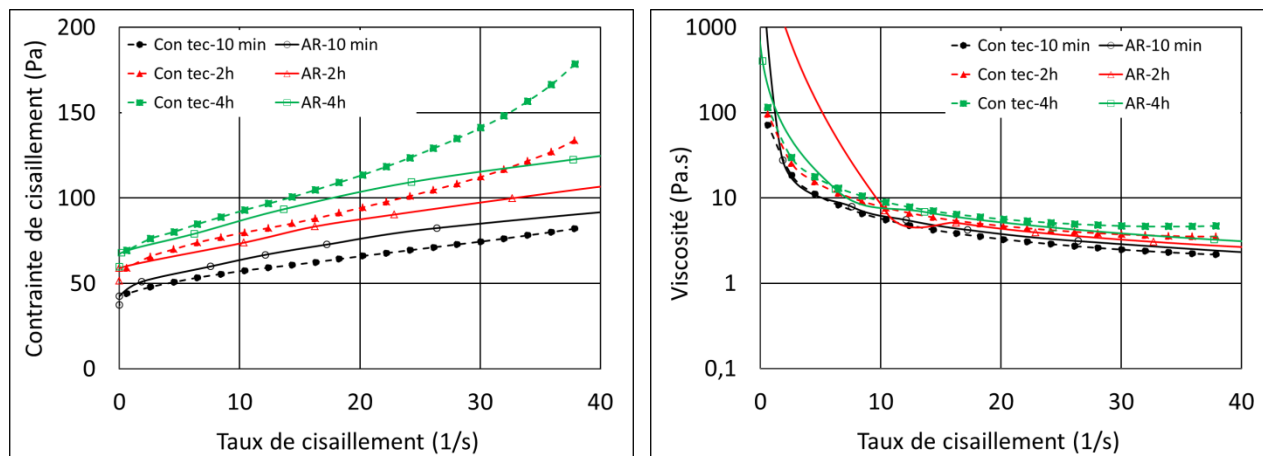 200
150
100
50
0
Contrainte de cisaillement (Pa)
Con tec-10 min
AR-10 min
Con tec-2h
AR-2h
Con tec-4h
AR-4h
0 10 20 30 40
Taux de cisaillement (1/s)
1000
100
10
1
0,1
Viscosité (Pa.s)
Con tec-10 min
AR-10 min
Con tec-2h
AR-2h
Con tec-4h
AR-4h
0 10 20 30 40
Taux de cisaillement (1/s)